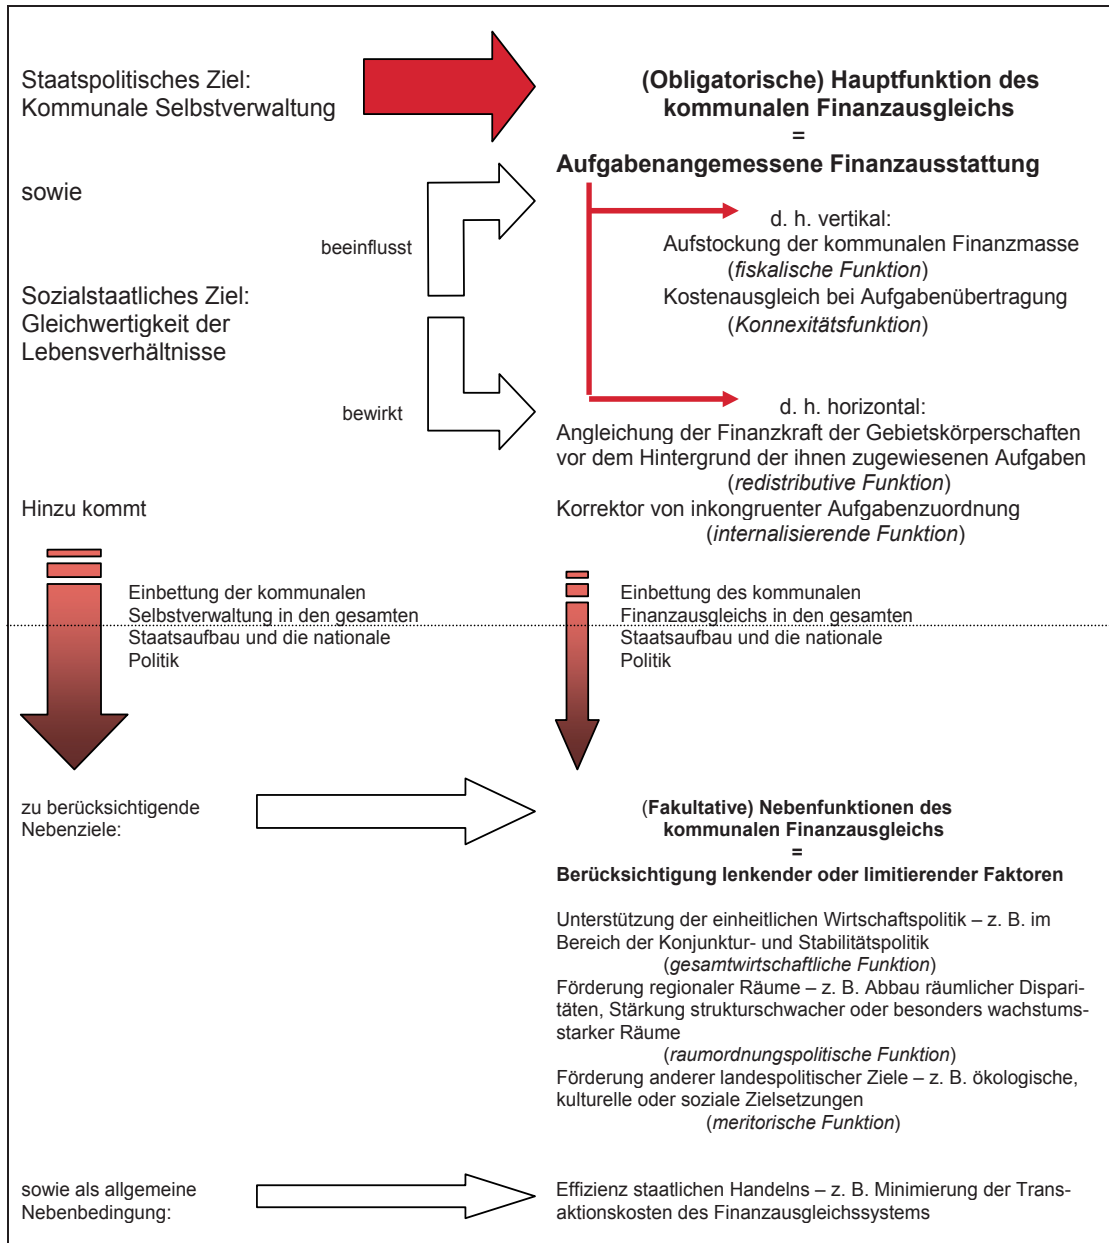 Staatspolitisches Ziel:
Kommunale Selbstverwaltung
(Obligatorische) Hauptfunktion des
kommunalen Finanzausgleichs
=
Aufgabenangemessene Finanzausstattung
sowie
beeinflusst
d. h. vertikal:
Aufstockung der kommunalen Finanzmasse
(fiskalische Funktion)
Kostenausgleich bei Aufgabenübertragung
(Konnexitätsfunktion)
Sozialstaatliches Ziel:
Gleichwertigkeit der
Lebensverhältnisse
bewirkt
d. h. horizontal:
Angleichung der Finanzkraft der Gebietskörperschaften
vor dem Hintergrund der ihnen zugewiesenen Aufgaben
(redistributive Funktion)
Korrektor von inkongruenter Aufgabenzuordnung
(internalisierende Funktion)
Hinzu kommt
Einbettung der kommunalen
Selbstverwaltung in den gesamten
Staatsaufbau und die nationale
Politik
Einbettung des kommunalen
Finanzausgleichs in den gesamten
Staatsaufbau und die nationale
Politik
zu berücksichtigende
Nebenziele:
(Fakultative) Nebenfunktionen des
kommunalen Finanzausgleichs
=
Berücksichtigung lenkender oder limitierender Faktoren
Unterstützung der einheitlichen Wirtschaftspolitik – z. B. im
Bereich der Konjunktur- und Stabilitätspolitik
(gesamtwirtschaftliche Funktion)
Förderung regionaler Räume – z. B. Abbau räumlicher Dispari-
täten, Stärkung strukturschwacher oder besonders wachstums-
starker Räume
(raumordnungspolitische Funktion)
Förderung anderer landespolitischer Ziele – z. B. ökologische,
kulturelle oder soziale Zielsetzungen
(meritorische Funktion)
sowie als allgemeine
Nebenbedingung:
Effizienz staatlichen Handelns – z. B. Minimierung der Trans-
aktionskosten des Finanzausgleichssystems